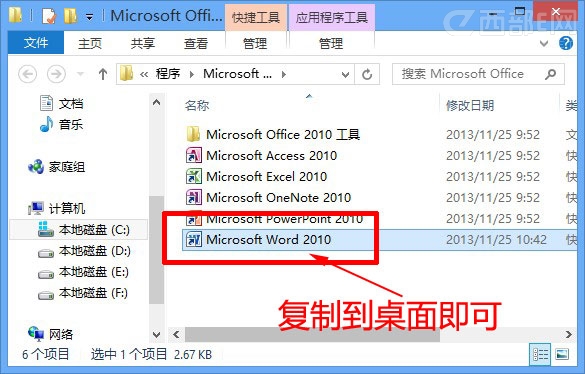 Microsoft Offic...
快捷工具
应用程序工具
西部E网
文件
主页
共享
查看
管理
管理
« 程序 › Microsoft ... ›
搜索 Microsoft Office
文档
音乐
家庭组
计算机
本地磁盘 (C:)
本地磁盘 (D:)
本地磁盘 (E:)
本地磁盘 (F:)
网络
名称 修改日期 类
Microsoft Office 2010 工具 2013/11/25 9:52 文
Microsoft Access 2010 2013/11/25 9:52 快
Microsoft Excel 2010 2013/11/25 9:52 快
Microsoft OneNote 2010 2013/11/25 9:52 快
Microsoft PowerPoint 2010 2013/11/25 9:52 快
Microsoft Word 2010 2013/11/25 10:42 快
复制到桌面即可
6 个项目 选中 1 个项目 2.67 KB